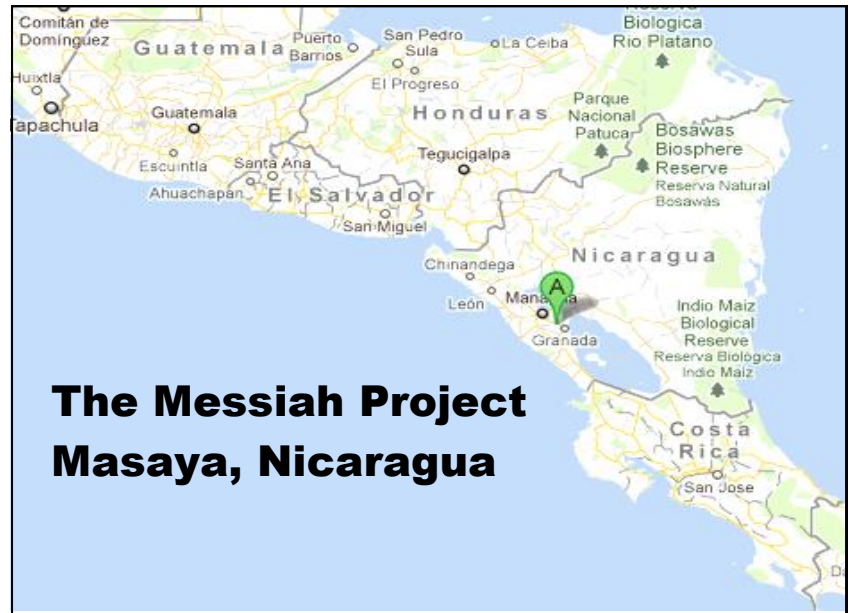 Comitán de
Domínguez
Guatemala
Puerto
Barrios
San Pedro
Sula
La Ceiba
Biologica
Rio Platano
Huixtla
El Progreso
Tapachula
Guatemala
Honduras
Parque
Nacional
Patuca
Bosawas
Biosphere
Reserve
Reserva Natural
Bosawás
Escuintla
Santa Ana
Tegucigalpa
Ahuachapan
El Salvador
San Miguel
Nicaragua
Chinandega
A
León
Granada
Indio Maiz
Biological
Reserve
Reserva Biológica
Indio Maiz
The Messiah Project
Masaya, Nicaragua
Costa
Rica
San Jose